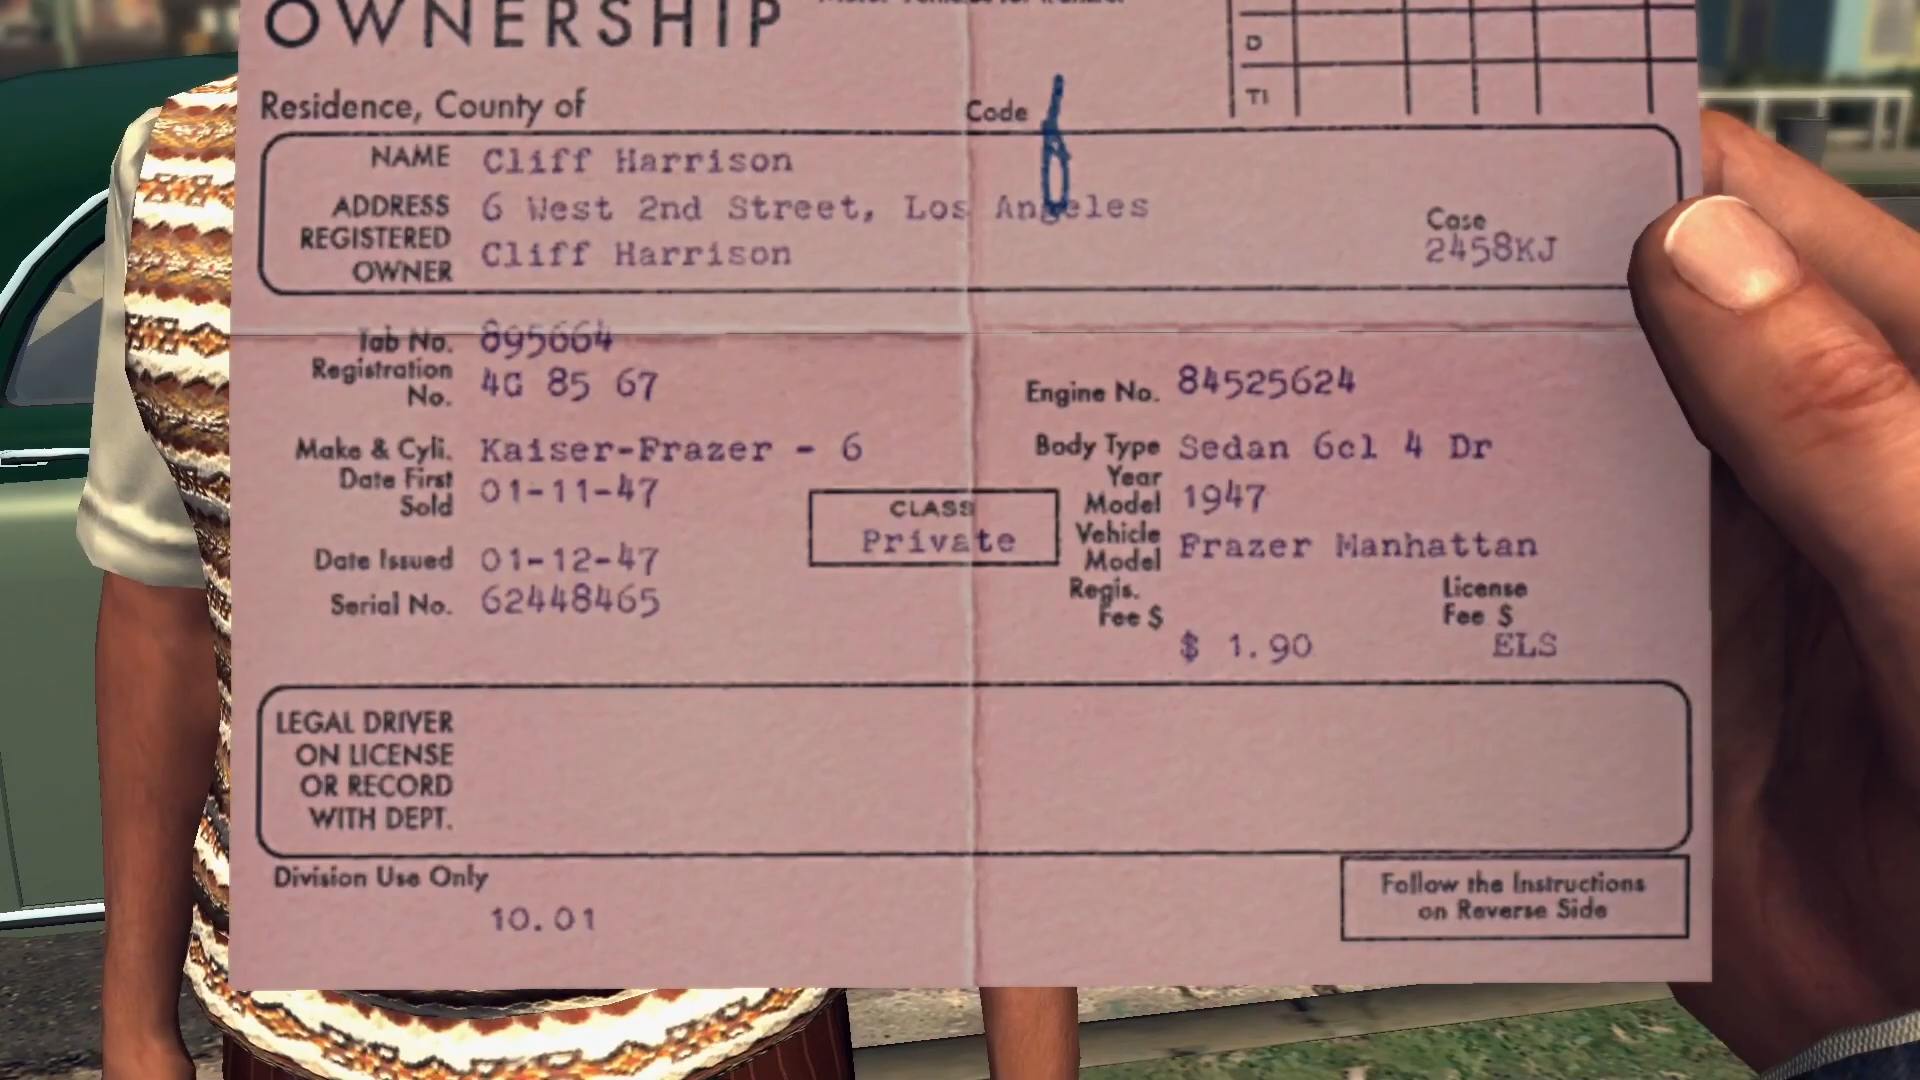 OWNERSHIP
D
TI
Residence, County of
Code 6
NAME Cliff Harrison
ADDRESS 6 West 2nd Street, Los Angeles
REGISTERED OWNER Cliff Harrison
Case
2458KJ
Tab No. 895664
Registration No. 4G 85 67
Engine No. 84525624
Make & Cyli. Kaiser-Frazer - 6
Body Type Sedan 6cl 4 Dr
Date First Sold 01-11-47
Year Model 1947
CLASS
Private
Vehicle Model Frazer Manhattan
Date Issued 01-12-47
Serial No. 62448465
Regis. Fee $
$ 1.90
License Fee $
ELS
LEGAL DRIVER
ON LICENSE
OR RECORD
WITH DEPT.
Division Use Only
10.01
Follow the Instructions
on Reverse Side